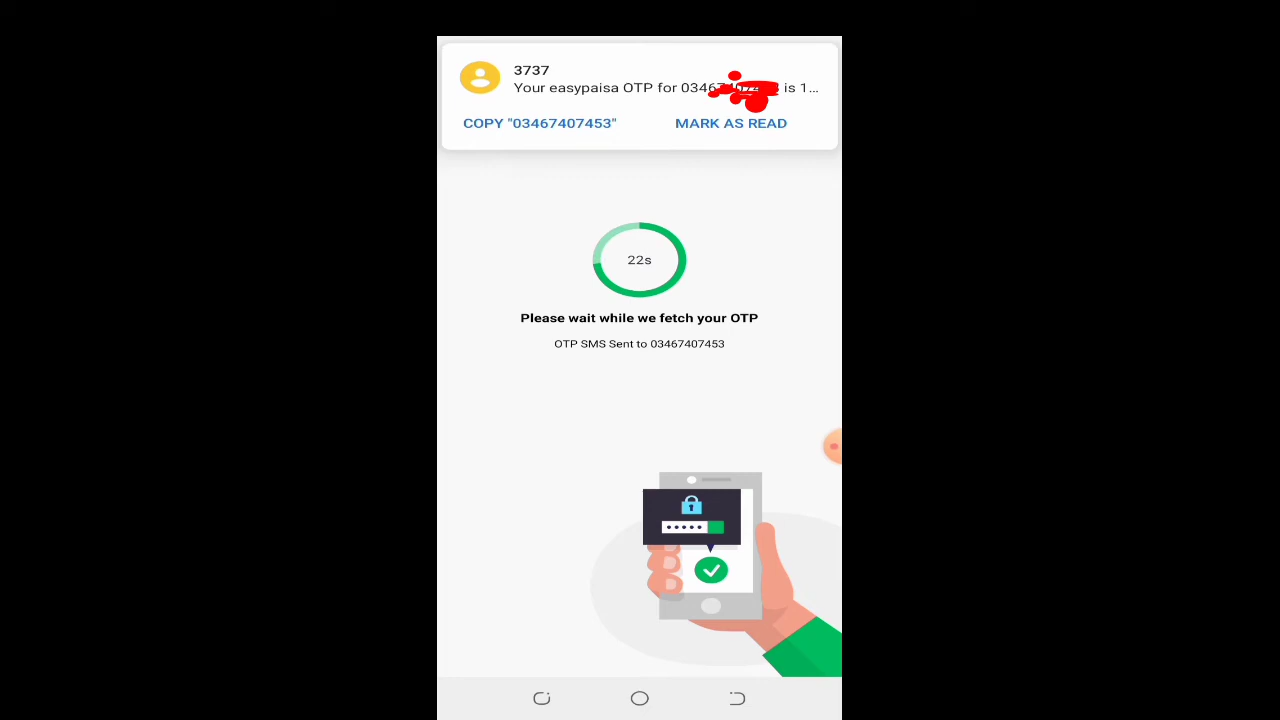 3737
Your easypaisa OTP for is 1...
COPY "03467407453"
MARK AS READ
22s
Please wait while we fetch your OTP
OTP SMS Sent to 03467407453